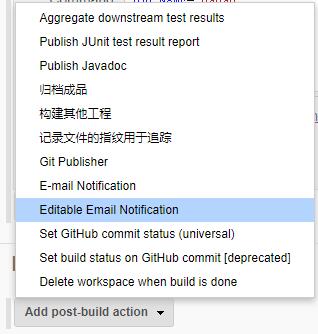 Aggregate downstream test results
Publish JUnit test result report
Publish Javadoc
归档成品
构建其他工程
记录文件的指纹用于追踪
Git Publisher
E-mail Notification
Editable Email Notification
Set GitHub commit status (universal)
Set build status on GitHub commit [deprecated]
Delete workspace when build is done
Add post-build action